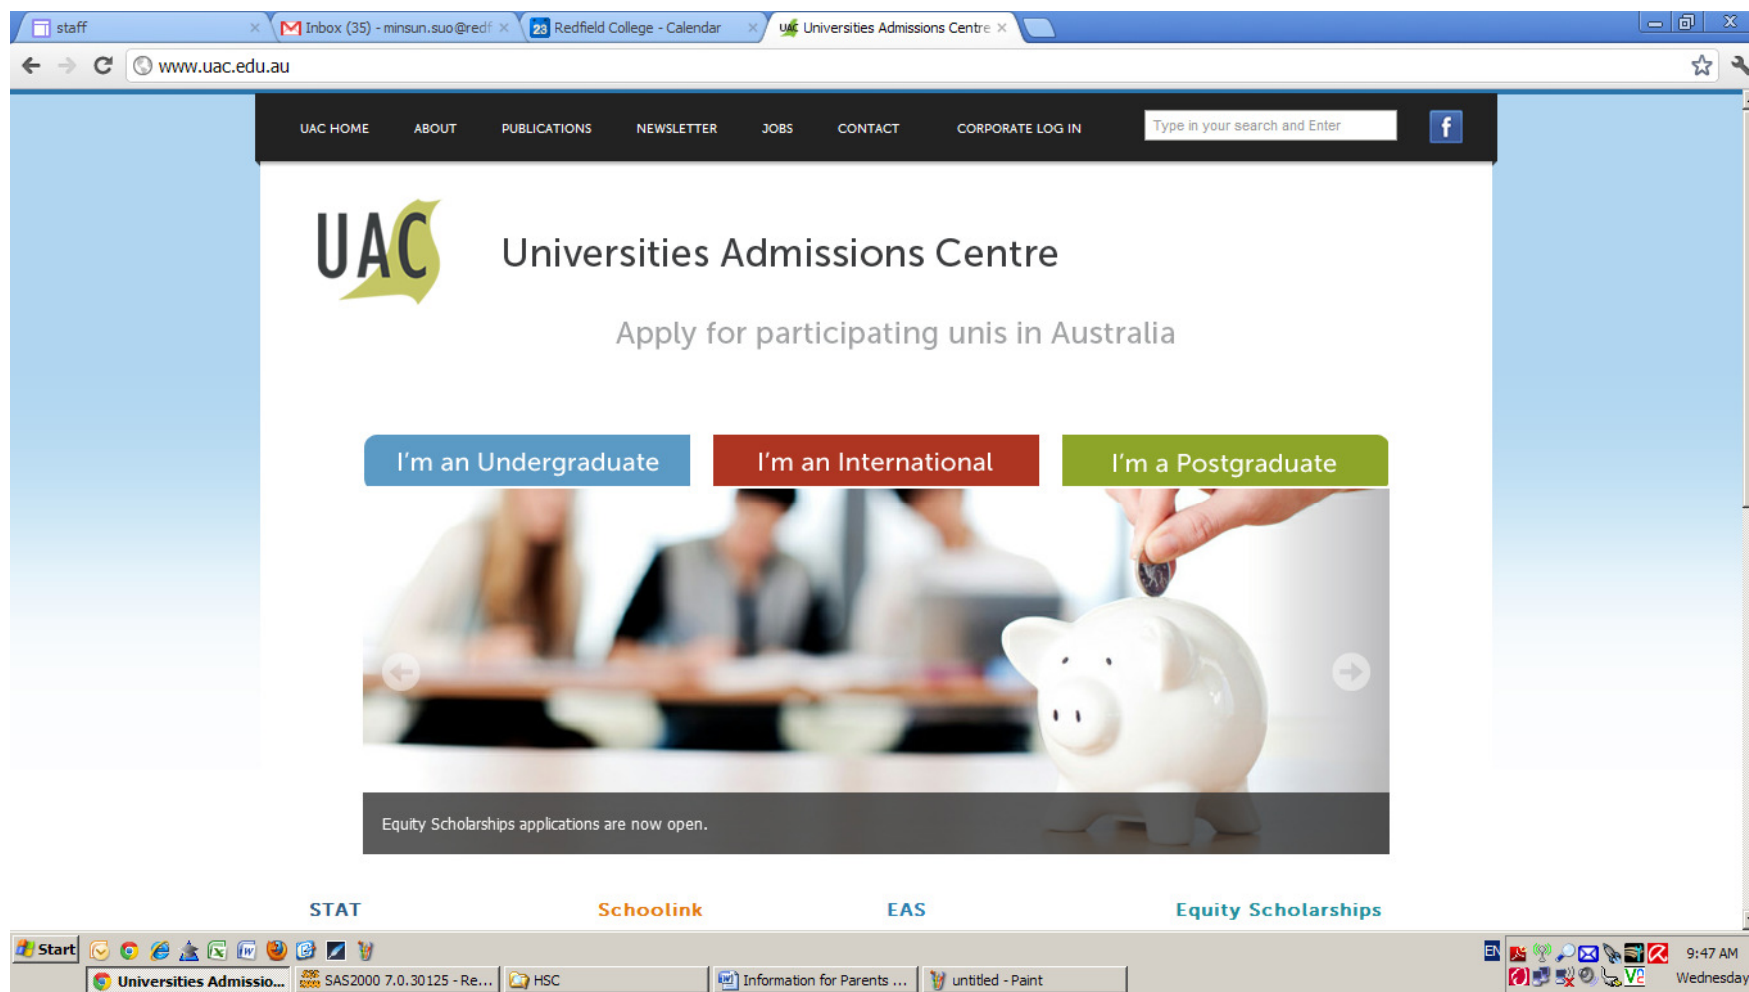 staff
Inbox (35) - minsun.suo@redf
23 Redfield College - Calendar
UAC Universities Admissions Centre
www.uac.edu.au
UAC HOME ABOUT PUBLICATIONS NEWSLETTER JOBS CONTACT CORPORATE LOG IN Type in your search and Enter f
UAC
Universities Admissions Centre
Apply for participating unis in Australia
I'm an Undergraduate I'm an International I'm a Postgraduate
Equity Scholarships applications are now open.
STAT Schoolink EAS Equity Scholarships
Start EN 9:47 AM
Universities Admissio... SAS2000 7.0.30125 - Re... HSC Information for Parents ... untitled - Paint V2 Wednesday